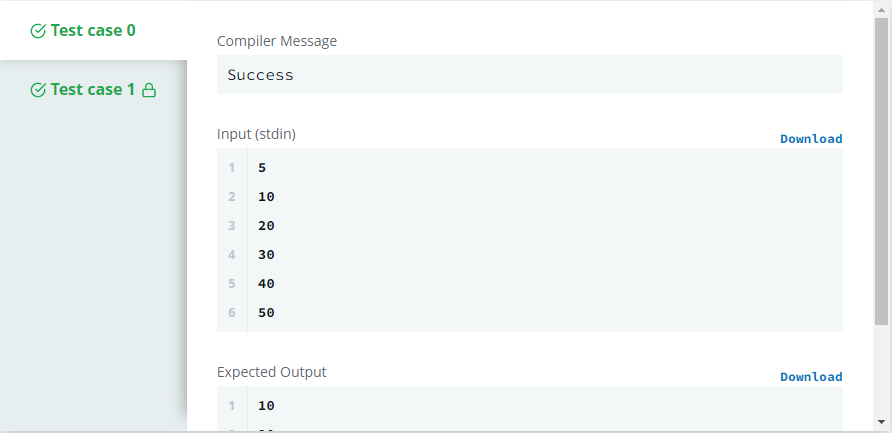 Test case 0
Test case 1
Compiler Message
Success
Input (stdin)
Download
1 5
2 10
3 20
4 30
5 40
6 50
Expected Output
Download
1 10